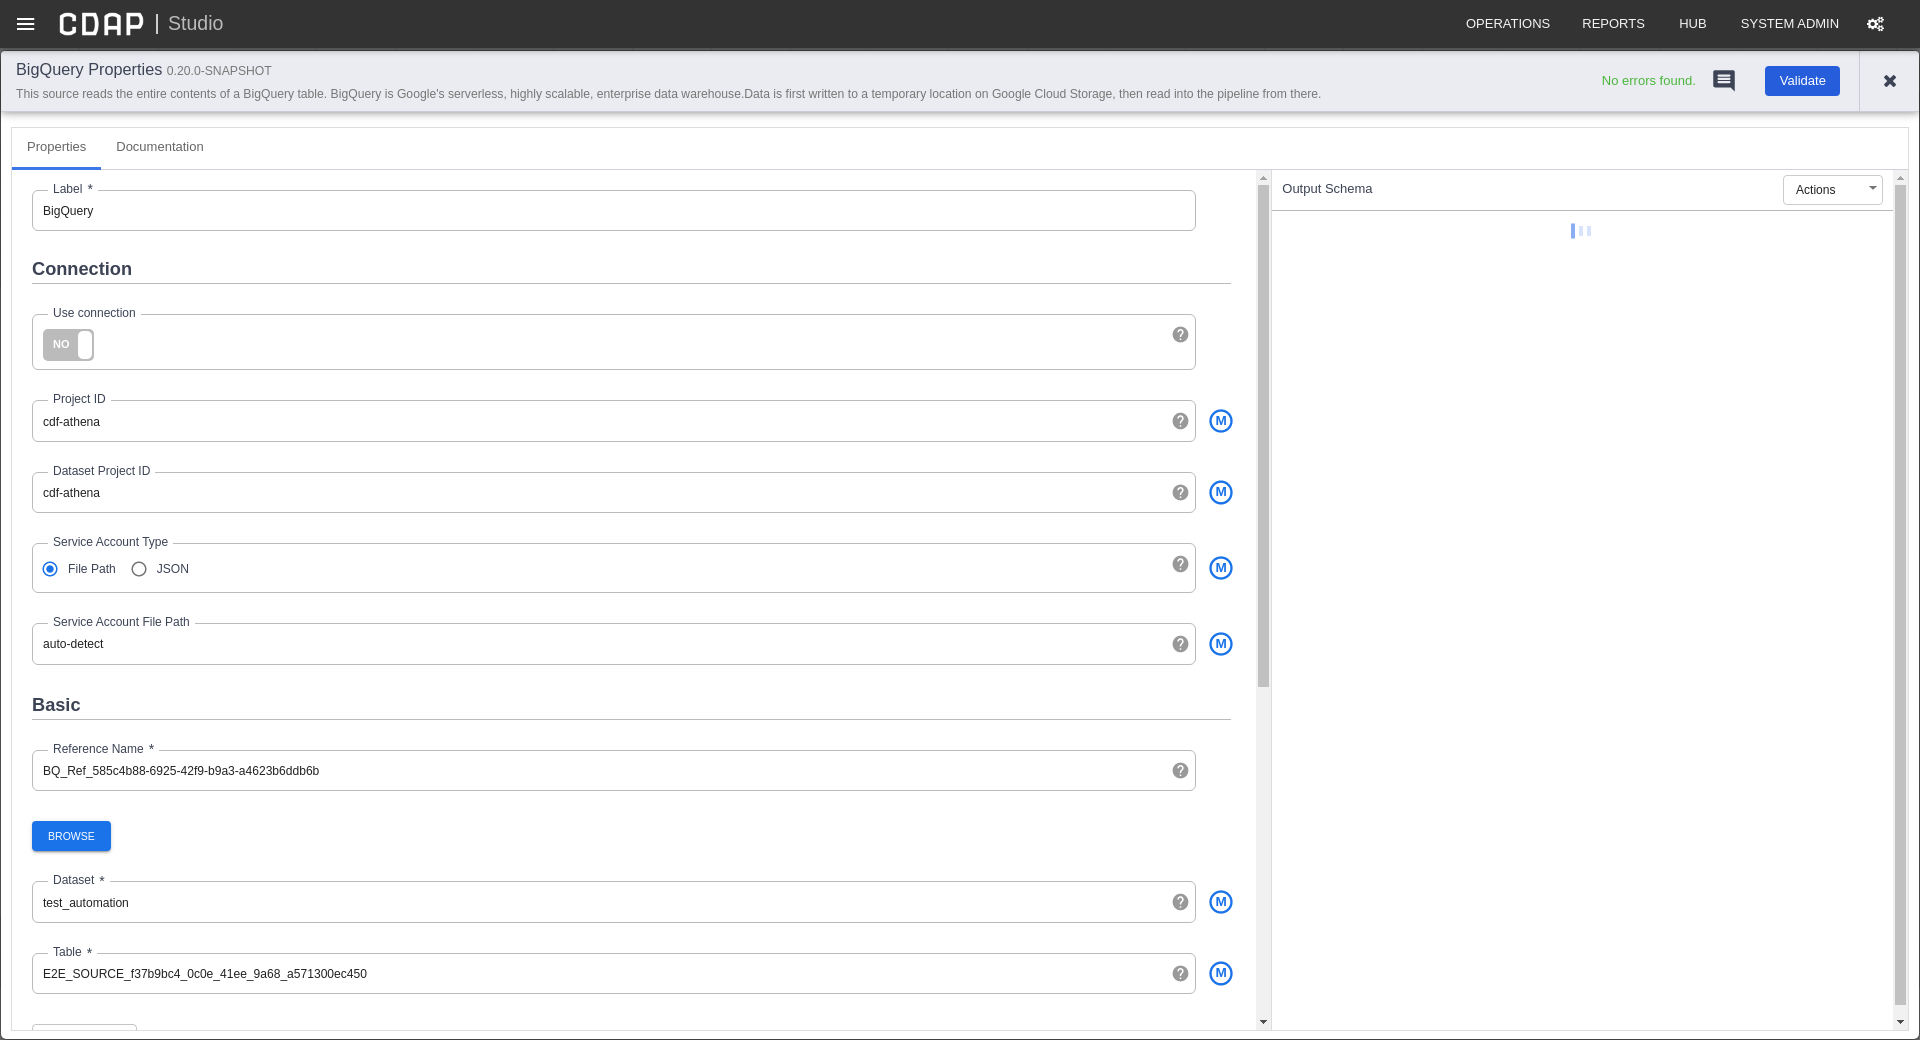 CDAP | Studio
OPERATIONS REPORTS HUB SYSTEM ADMIN
BigQuery Properties 0.20.0-SNAPSHOT
This source reads the entire contents of a BigQuery table. BigQuery is Google's serverless, highly scalable, enterprise data warehouse.Data is first written to a temporary location on Google Cloud Storage, then read into the pipeline from there.
No errors found.
Validate
Properties Documentation
Label *
BigQuery
Connection
Use connection
NO
Project ID
cdf-athena
M
Dataset Project ID
cdf-athena
M
Service Account Type
File Path JSON
M
Service Account File Path
auto-detect
M
Basic
Reference Name *
BQ_Ref_585c4b88-6925-42f9-b9a3-a4623b6ddb6b
BROWSE
Dataset *
test_automation
M
Table *
E2E_SOURCE_f37b9bc4_0c0e_41ee_9a68_a571300ec450
M
Output Schema
Actions